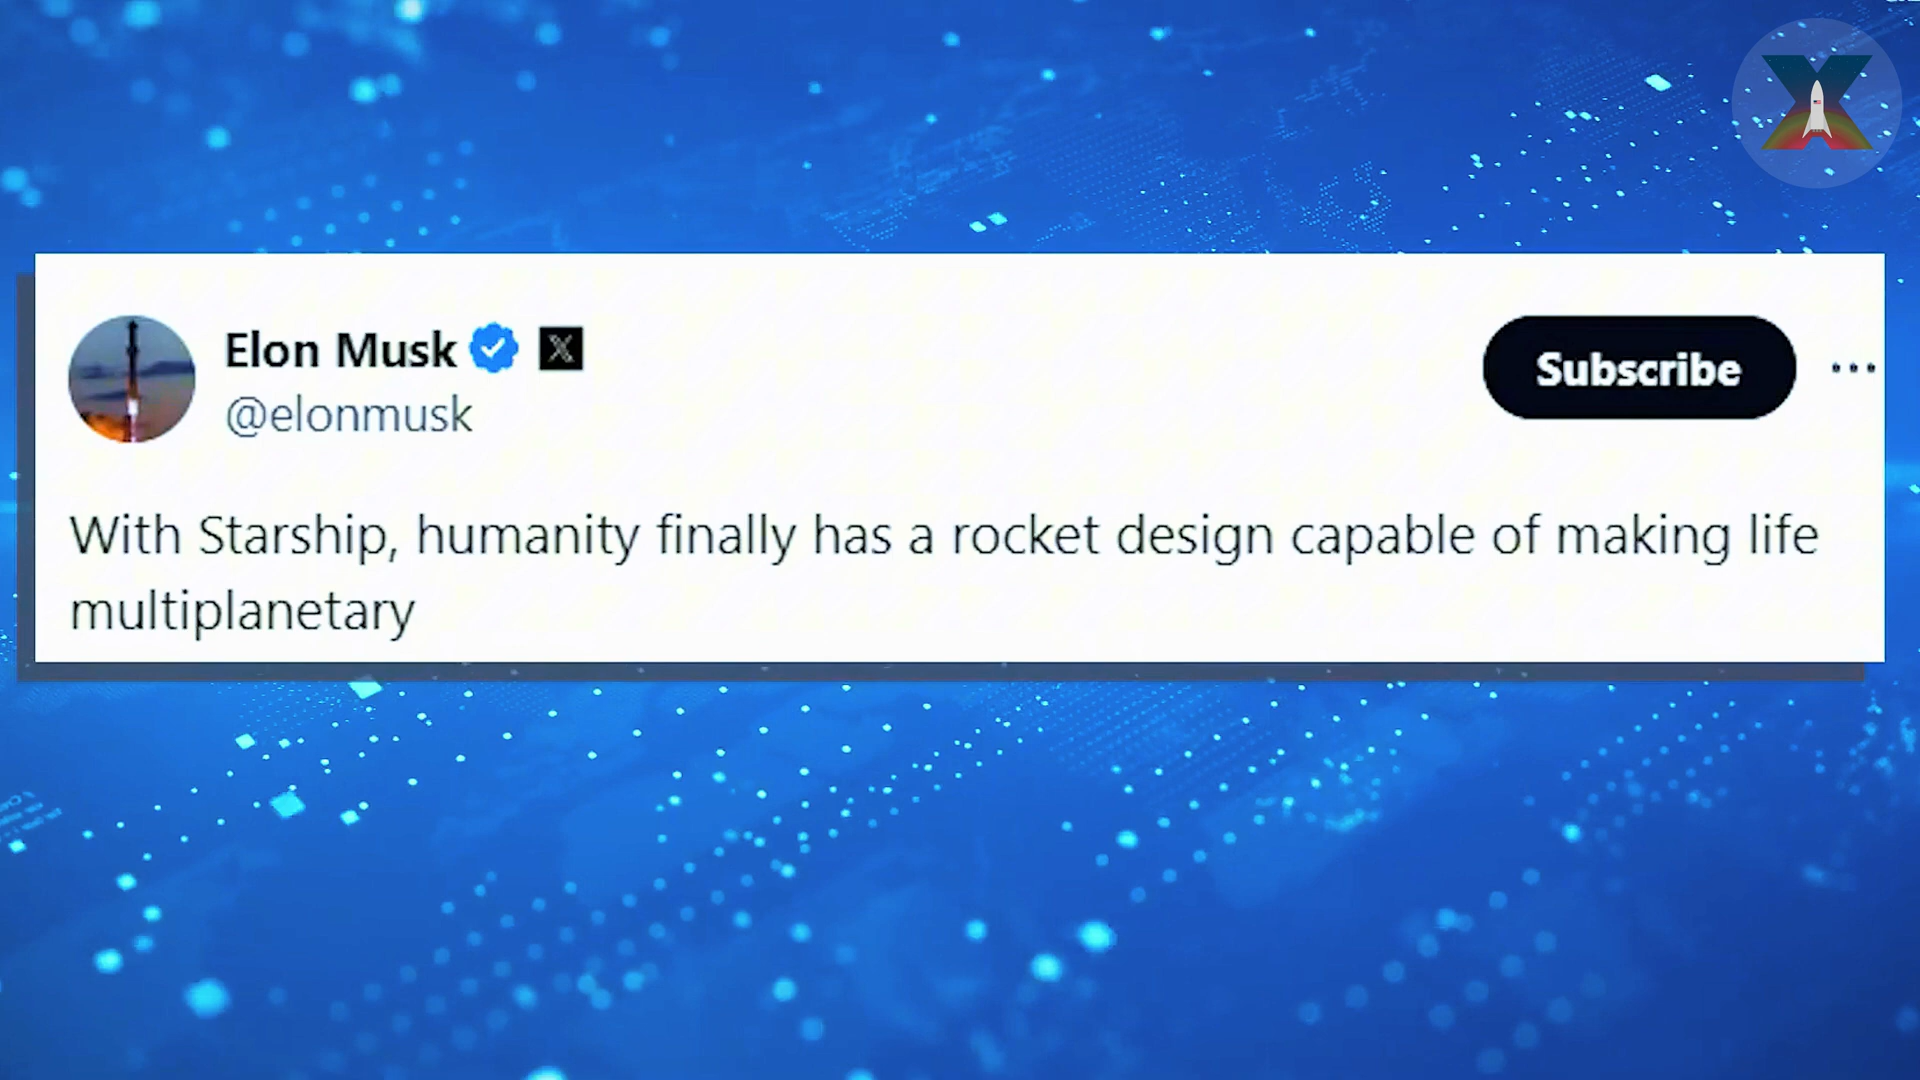 Elon Musk
@elonmusk
Subscribe
With Starship, humanity finally has a rocket design capable of making life
multiplanetary